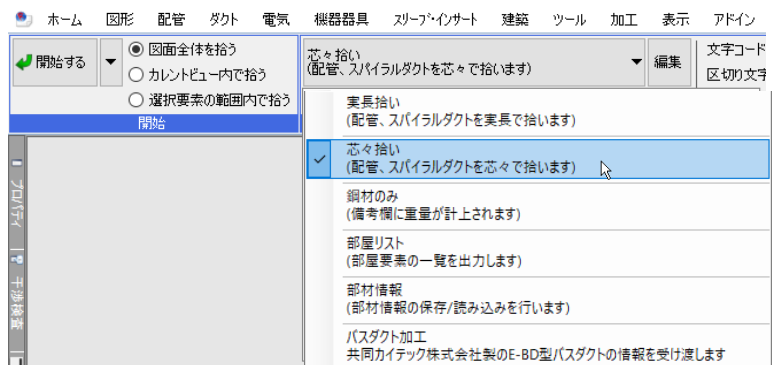 ホーム 図形 配管 ダクト 電気 機器器具 スリーブ・インサート 建築 ツール 加工 表示 アドイン
開始する
図面全体を拾う
カレントビュー内で拾う
選択要素の範囲内で拾う
開始
芯々拾い
(配管、スパイラルダクトを芯々で拾います)
編集
文字コード
区切り文字
プロパティ
干渉検査
実長拾い
(配管、スパイラルダクトを実長で拾います)
芯々拾い
(配管、スパイラルダクトを芯々で拾います)
鋼材のみ
(備考欄に重量が計上されます)
部屋リスト
(部屋要素の一覧を出力します)
部材情報
(部材情報の保存/読み込みを行います)
バスダクト加工
共同カイテック株式会社製のE-BD型バスダクトの情報を受け渡します